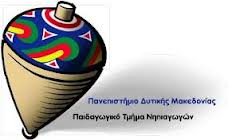 Πανεπιστήμιο Δυτικής Μακεδονίας
Παιδαγωγικό Τμήμα Νηπιαγωγών